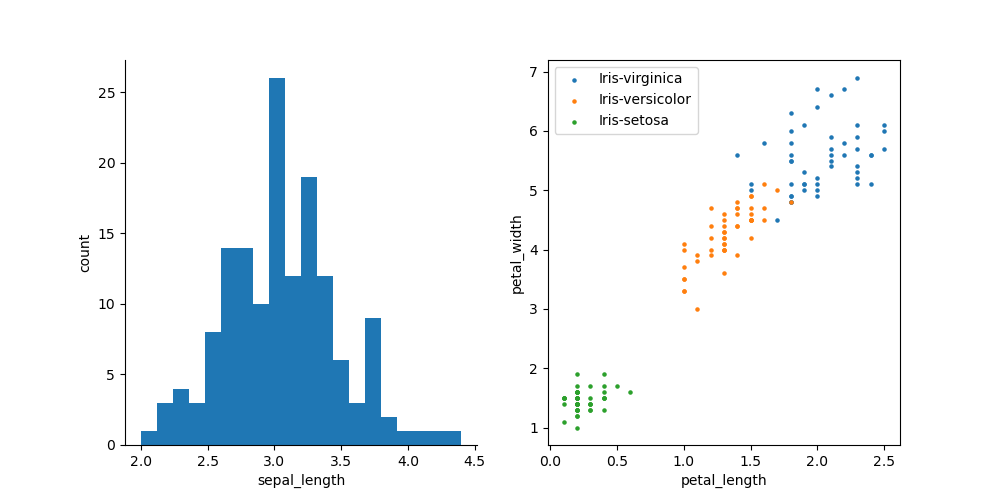 count
25
20
15
10
5
0
2.0 2.5 3.0 3.5 4.0 4.5
sepal_length
petal_width
7
6
5
4
3
2
1
Iris-virginica
Iris-versicolor
Iris-setosa
0.0 0.5 1.0 1.5 2.0 2.5
petal_length